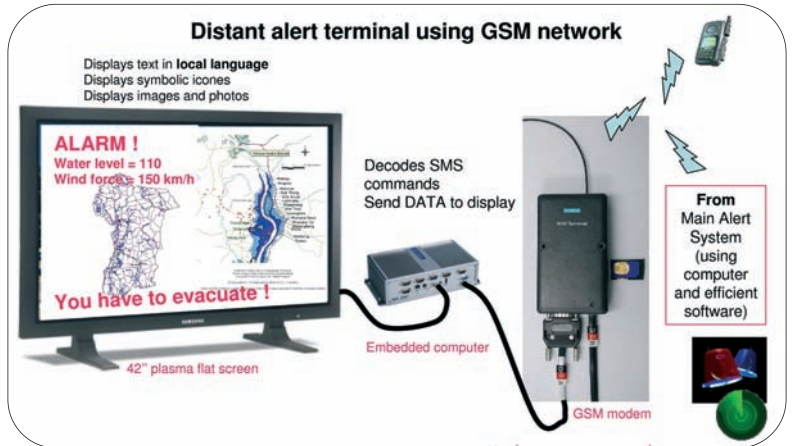 Distant alert terminal using GSM network
Displays text in local language
Displays symbolic icones
Displays images and photos
ALARM !
Water level = 110
Wind force = 150 km/h
You have to evacuate !
SAMSUNG
42" plasma flat screen
Decodes SMS
commands
Send DATA to display
Embedded computer
SIEMENS
GSM modem
From
Main Alert
System
(using
computer
and efficient
software)